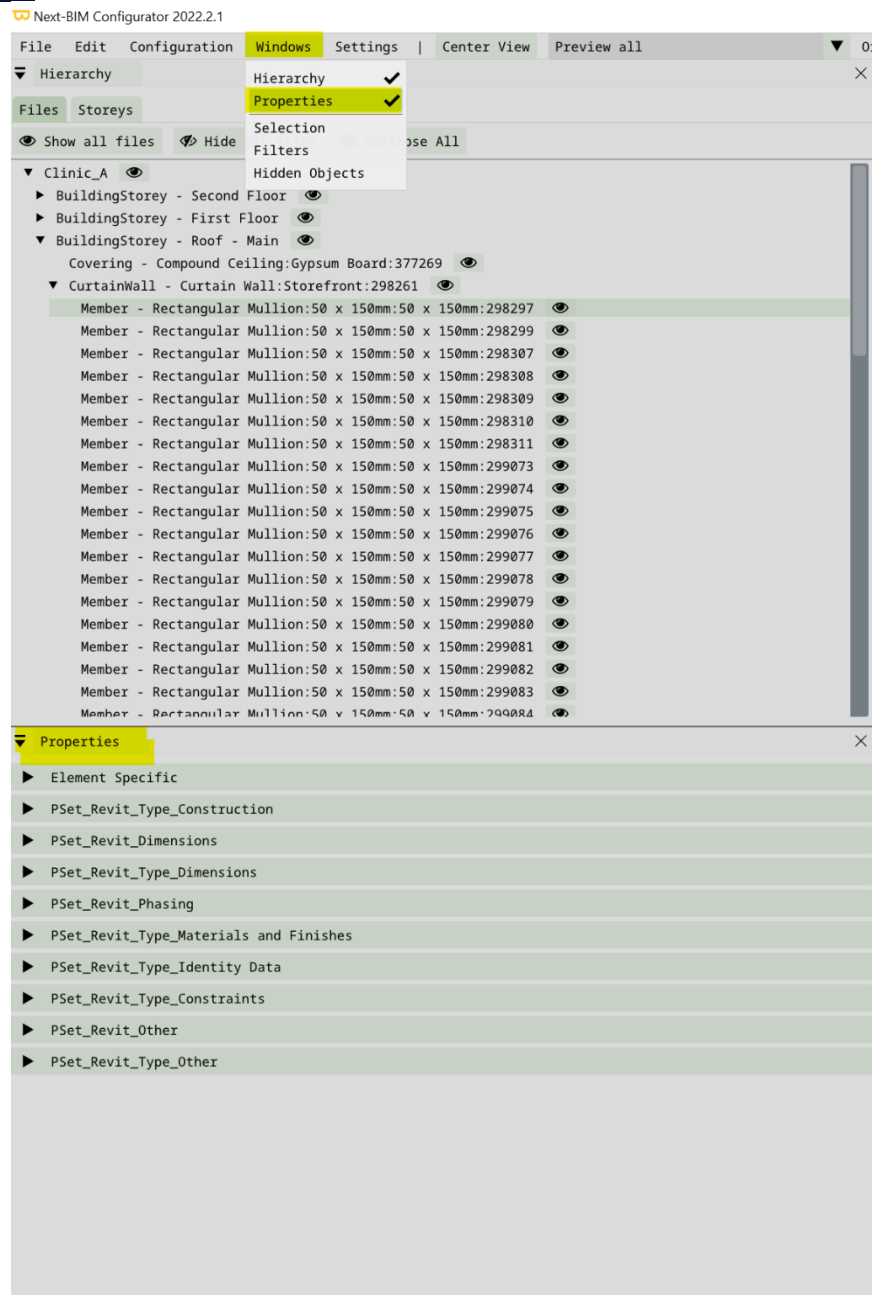 Next-BIM Configurator 2022.2.1
File Edit Configuration Windows Settings | Center View Preview all
Hierarchy
Hierarchy
Properties
Selection
Filters
Hidden Objects
Files Storeys
Show all files Hide All
Clinic_A
BuildingStorey - Second Floor
BuildingStorey - First Floor
BuildingStorey - Roof - Main
Covering - Compound Ceiling:Gypsum Board:377269
CurtainWall - Curtain Wall:Storefront:298261
Member - Rectangular Mullion:50 x 150mm:50 x 150mm:298297
Member - Rectangular Mullion:50 x 150mm:50 x 150mm:298299
Member - Rectangular Mullion:50 x 150mm:50 x 150mm:298307
Member - Rectangular Mullion:50 x 150mm:50 x 150mm:298308
Member - Rectangular Mullion:50 x 150mm:50 x 150mm:298309
Member - Rectangular Mullion:50 x 150mm:50 x 150mm:298310
Member - Rectangular Mullion:50 x 150mm:50 x 150mm:298311
Member - Rectangular Mullion:50 x 150mm:50 x 150mm:299073
Member - Rectangular Mullion:50 x 150mm:50 x 150mm:299074
Member - Rectangular Mullion:50 x 150mm:50 x 150mm:299075
Member - Rectangular Mullion:50 x 150mm:50 x 150mm:299076
Member - Rectangular Mullion:50 x 150mm:50 x 150mm:299077
Member - Rectangular Mullion:50 x 150mm:50 x 150mm:299078
Member - Rectangular Mullion:50 x 150mm:50 x 150mm:299079
Member - Rectangular Mullion:50 x 150mm:50 x 150mm:299080
Member - Rectangular Mullion:50 x 150mm:50 x 150mm:299081
Member - Rectangular Mullion:50 x 150mm:50 x 150mm:299082
Member - Rectangular Mullion:50 x 150mm:50 x 150mm:299083
Member - Rectangular Mullion:50 x 150mm:50 x 150mm:299084
Properties
Element Specific
PSet_Revit_Type_Construction
PSet_Revit_Dimensions
PSet_Revit_Type_Dimensions
PSet_Revit_Phasing
PSet_Revit_Type_Materials and Finishes
PSet_Revit_Type_Identity Data
PSet_Revit_Type_Constraints
PSet_Revit_Other
PSet_Revit_Type_Other